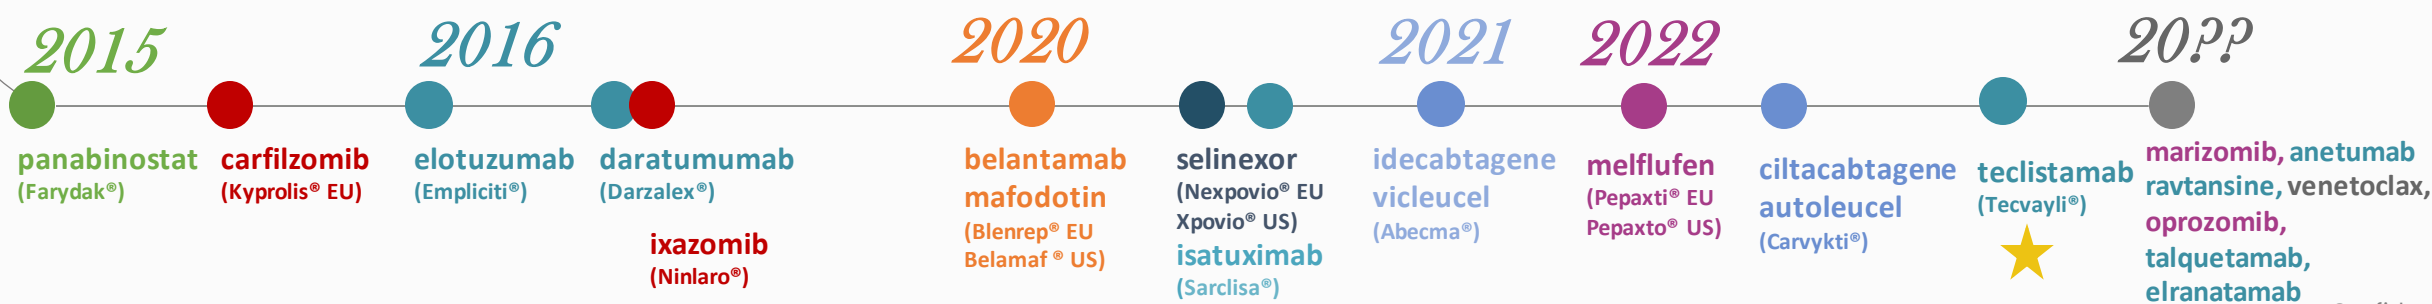 2015
2016
2020
2021
2022
20??
panabinostat
(Farydak®)
carfilzomib
(Kyprolis® EU)
elotuzumab
(Empliciti®)
daratumumab
(Darzalex®)
ixazomib
(Ninlaro®)
belantamab
mafodotin
(Blenrep® EU
Belamaf ® US)
selinexor
(Nexpovio® EU
Xpovio® US)
isatuximab
(Sarclisa®)
idecabtagene
vicleucel
(Abecma®)
melflufen
(Pepaxti® EU
Pepaxto® US)
ciltacabtagene
autoleucel
(Carvykti®)
teclistamab
(Tecvayli®)
marizomib, anetumab
ravtansine, venetoclax,
oprozomib,
talquetamab,
elranatamab